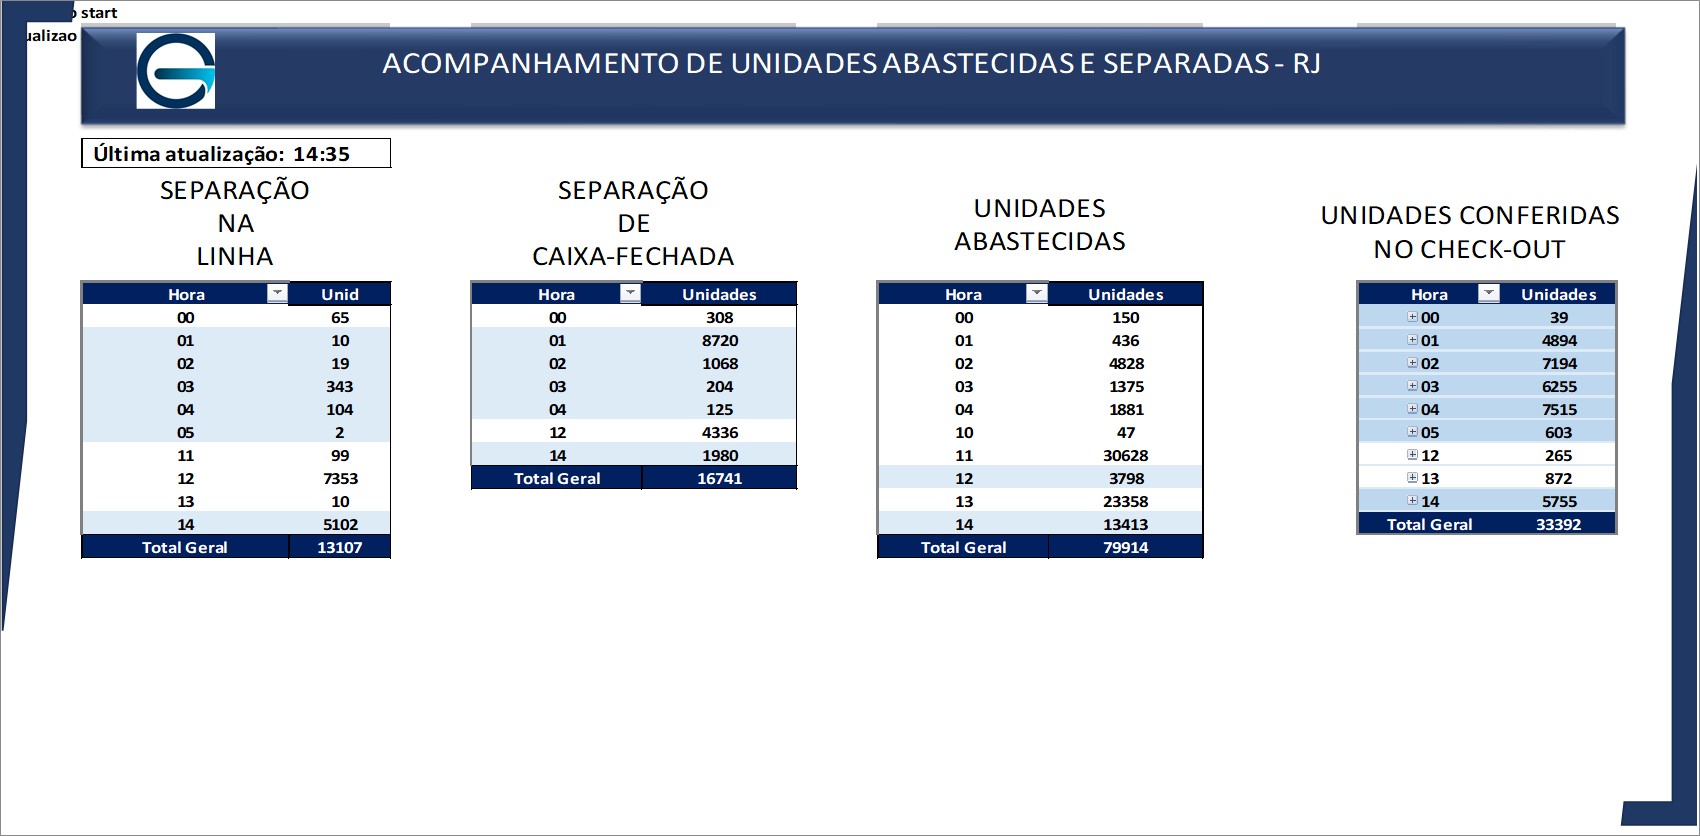 start
ualizao
ACOMPANHAMENTO DE UNIDADES ABASTECIDAS E SEPARADAS - RJ
Última atualização: 14:35
SEPARAÇÃO
NA
LINHA
Hora Unid
00 65
01 10
02 19
03 343
04 104
05 2
11 99
12 7353
13 10
14 5102
Total Geral 13107
SEPARAÇÃO
DE
CAIXA-FECHADA
Hora Unidades
00 308
01 8720
02 1068
03 204
04 125
12 4336
14 1980
Total Geral 16741
UNIDADES
ABASTECIDAS
Hora Unidades
00 150
01 436
02 4828
03 1375
04 1881
10 47
11 30628
12 3798
13 23358
14 13413
Total Geral 79914
UNIDADES CONFERIDAS
NO CHECK-OUT
Hora Unidades
00 39
01 4894
02 7194
03 6255
04 7515
05 603
12 265
13 872
14 5755
Total Geral 33392